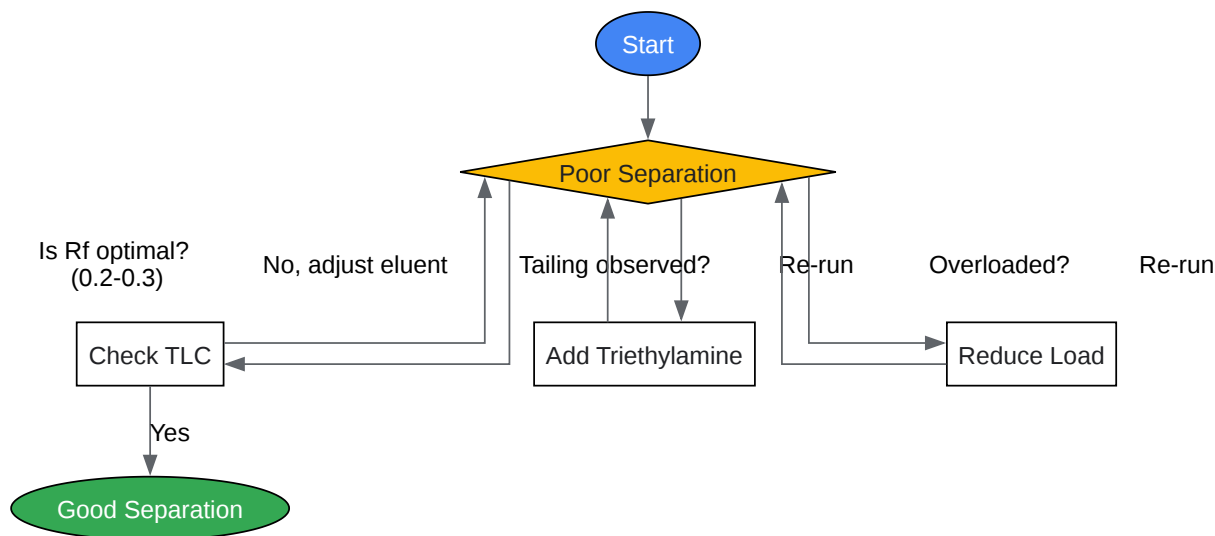 Start
Poor Separation
Is Rf optimal?
(0.2-0.3)
No, adjust eluent
Tailing observed?
Re-run
Overloaded?
Re-run
Check TLC
Add Triethylamine
Reduce Load
Yes
Good Separation